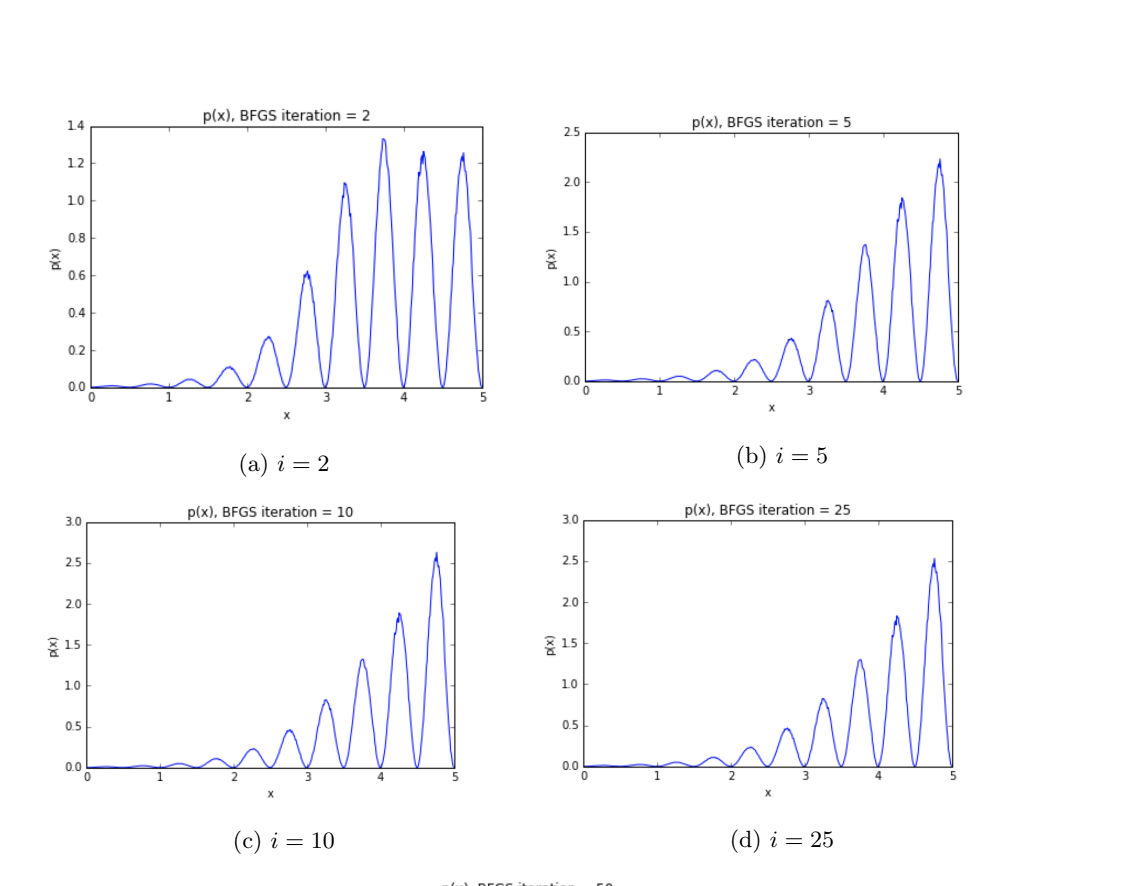 p(x), BFGS iteration = 2
1.4
1.2
1.0
0.8
0.6
0.4
0.2
0.0
p(x)
0 1 2 3 4 5
x
(a) i = 2
p(x), BFGS iteration = 5
2.5
2.0
1.5
1.0
0.5
0.0
p(x)
0 1 2 3 4 5
x
(b) i = 5
p(x), BFGS iteration = 10
3.0
2.5
2.0
1.5
1.0
0.5
0.0
p(x)
0 1 2 3 4 5
x
(c) i = 10
p(x), BFGS iteration = 25
3.0
2.5
2.0
1.5
1.0
0.5
0.0
p(x)
0 1 2 3 4 5
x
(d) i = 25
p(x), BFGS iteration = 50